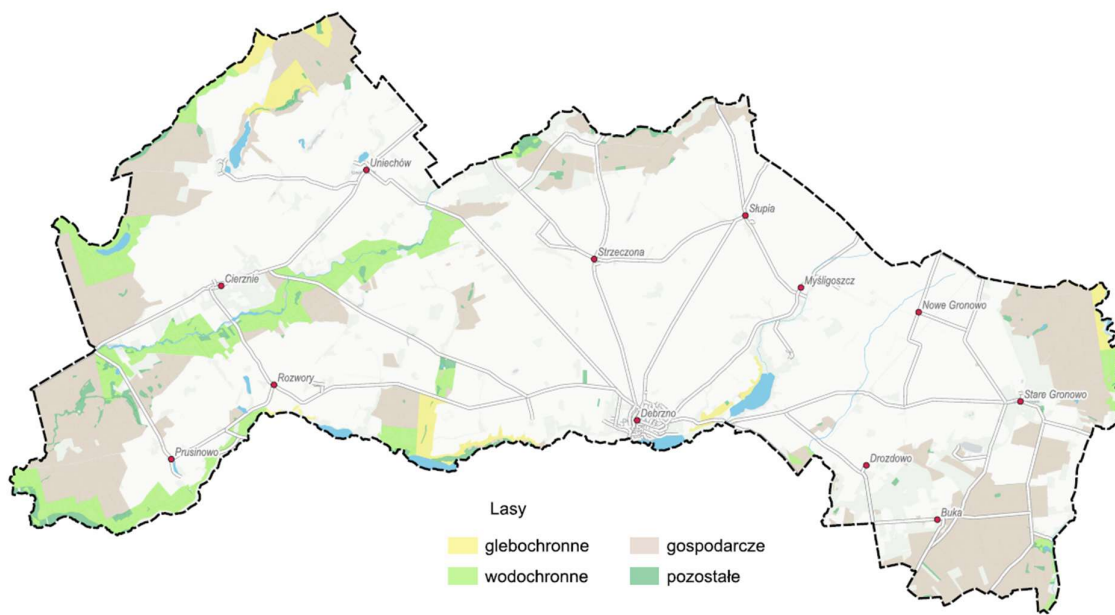 Uniechów
Słupia
Strzeczona
Cierznie
Myśligoszcz
Nowe Gronowo
Rozwory
Stare Gronowo
Debrzno
Prusinowo
Drozdowo
Buka
Lasy
glebochronne
gospodarcze
wodochronne
pozostałe